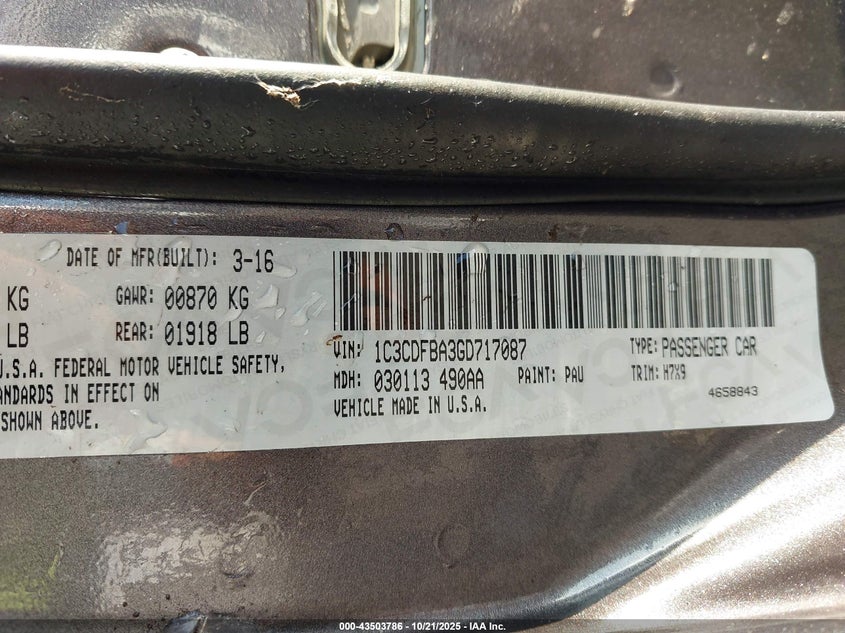 DATE OF MFR(BUILT): 3-16
KG GAWR: 00870 KG
LB REAR: 01918 LB
U.S.A. FEDERAL MOTOR VEHICLE SAFETY,
ANDARDS IN EFFECT ON
SHOWN ABOVE.
VIN: 1C3CDFBA3GD717087 TYPE: PASSENGER CAR
MDH: 030113 490AA PAINT: PAU TRIM: H7X9
VEHICLE MADE IN U.S.A. 4658843
000-43503786 - 10/21/2025 - IAA Inc.